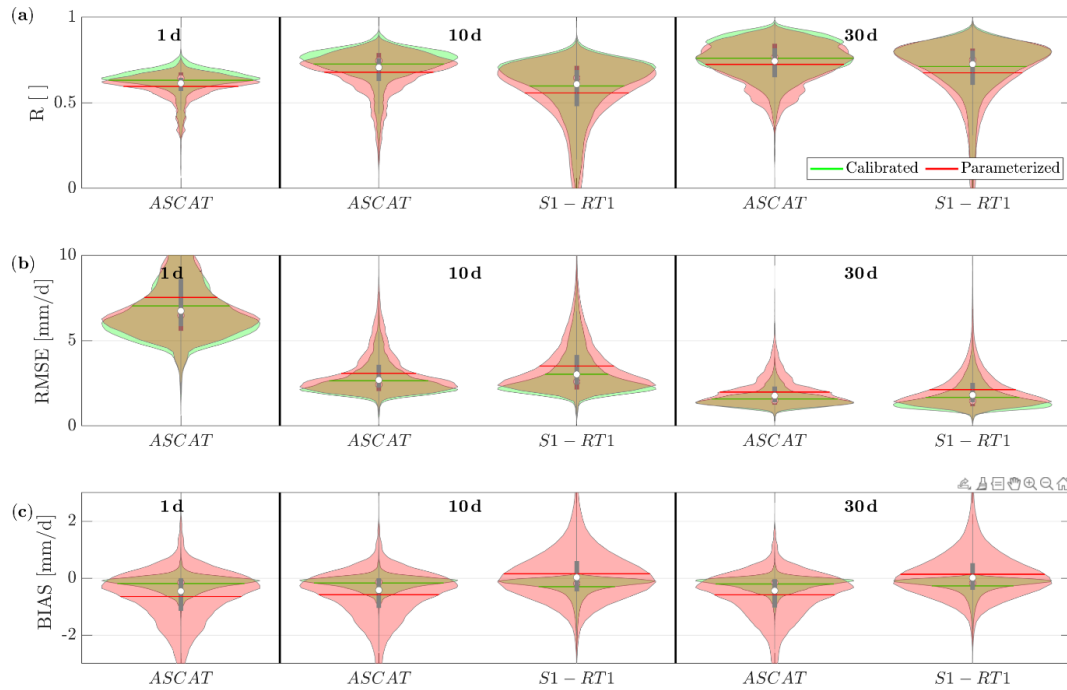 (a)
1
0.5
0
R [ ]
1 d
10 d
30 d
Calibrated
Parameterized
ASCAT
ASCAT
S1 − RT1
ASCAT
S1 − RT1
(b)
10
5
0
RMSE [mm/d]
1 d
10 d
30 d
ASCAT
ASCAT
S1 − RT1
ASCAT
S1 − RT1
(c)
2
0
-2
BIAS [mm/d]
1 d
10 d
30 d
ASCAT
ASCAT
S1 − RT1
ASCAT
S1 − RT1